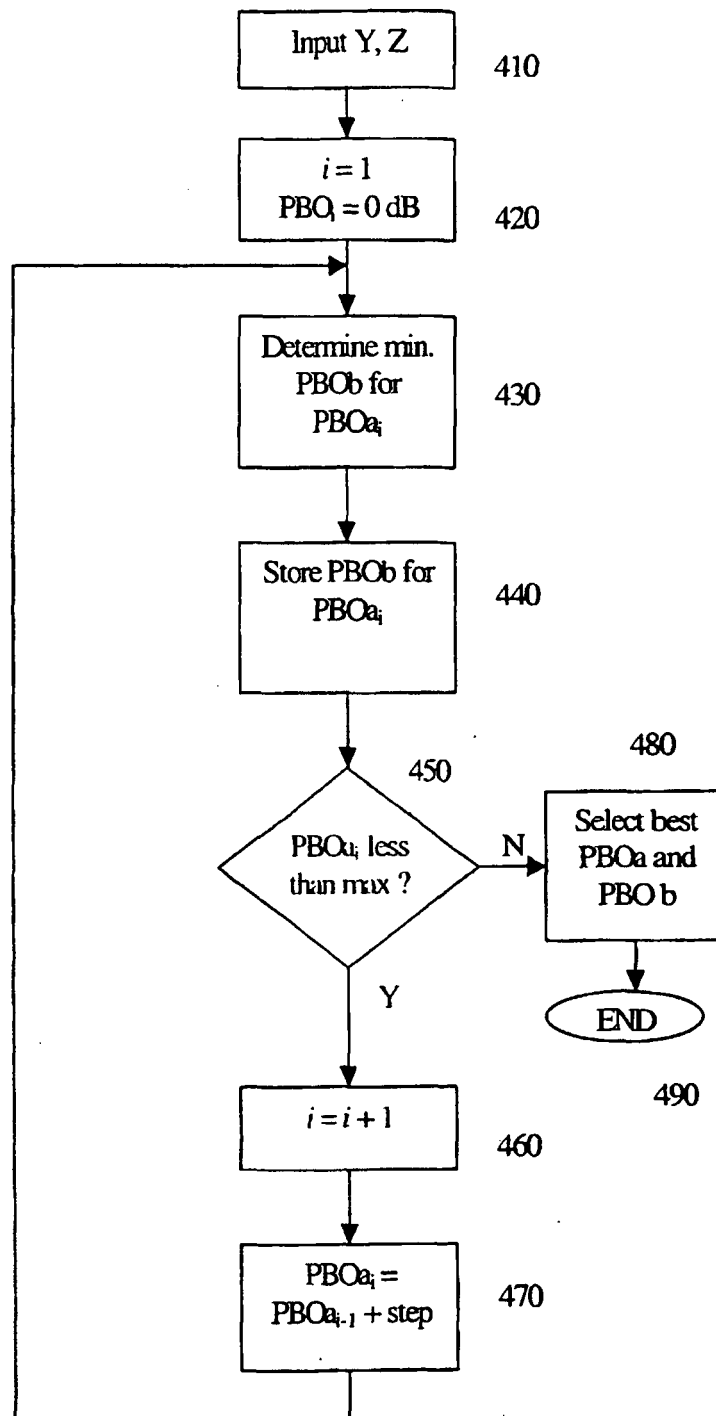 Input Y, Z
410
i = 1
PBOᵢ = 0 dB
420
Determine min.
PBOb for
PBOaᵢ
430
Store PBOb for
PBOaᵢ
440
450
PBOaᵢ less
than max ?
N
Y
480
Select best
PBOa and
PBO b
END
490
i = i + 1
460
PBOaᵢ =
PBOaᵢ₋₁ + step
470